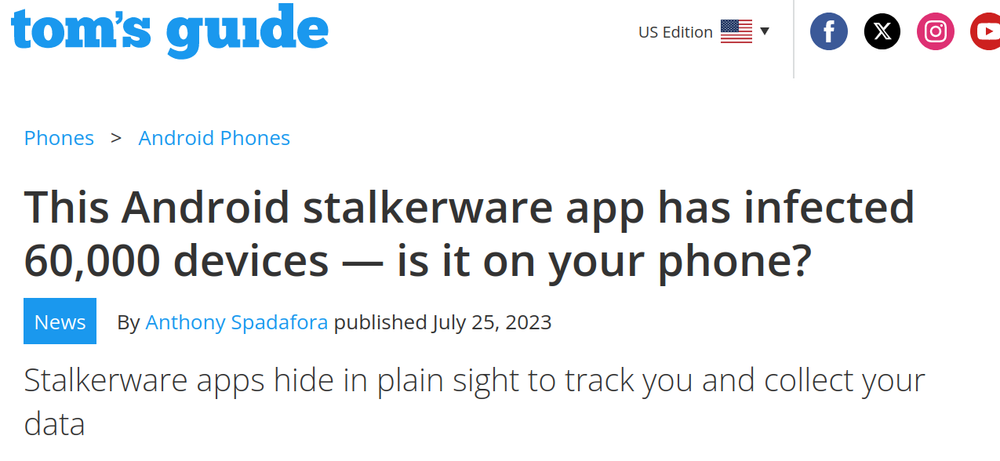 tom's guide
US Edition
Phones > Android Phones
This Android stalkerware app has infected
60,000 devices — is it on your phone?
News By Anthony Spadafora published July 25, 2023
Stalkerware apps hide in plain sight to track you and collect your
data